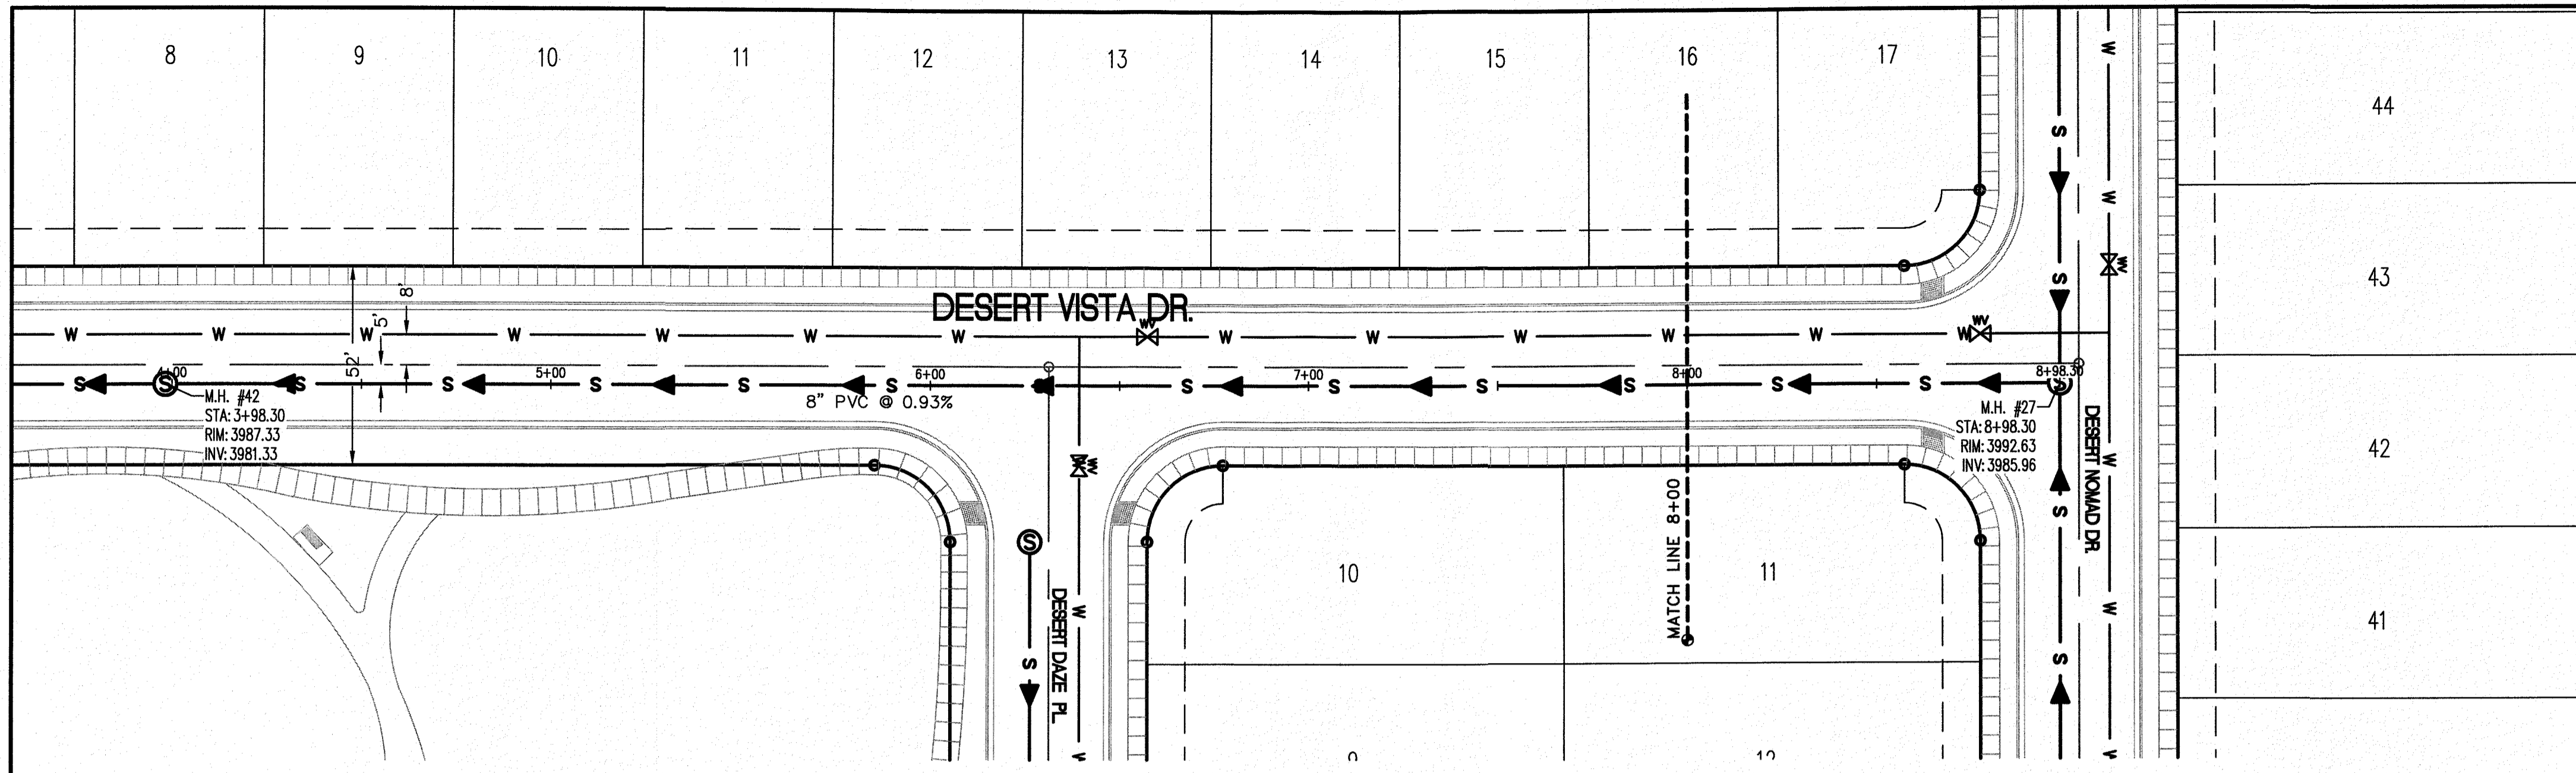 8
9
10
11
12
13
14
15
16
17
44
43
42
41
DESERT VISTA DR.
8'
5'
52'
W W W W W W W W W W W W W
WV
WV
WV
WV
4+00
5+00
6+00
7+00
8+00
8+98.30
S S S S S S S S S S S S S
8" PVC @ 0.93%
M.H. #42
STA: 3+98.30
RIM: 3987.33
INV: 3981.33
M.H. #27
STA: 8+98.30
RIM: 3992.63
INV: 3985.96
DESERT NOMAD DR.
MATCH LINE 8+00
DESERT DAZE PL.
10
11
S
S
W
W
W
W
W
S
S
S
S